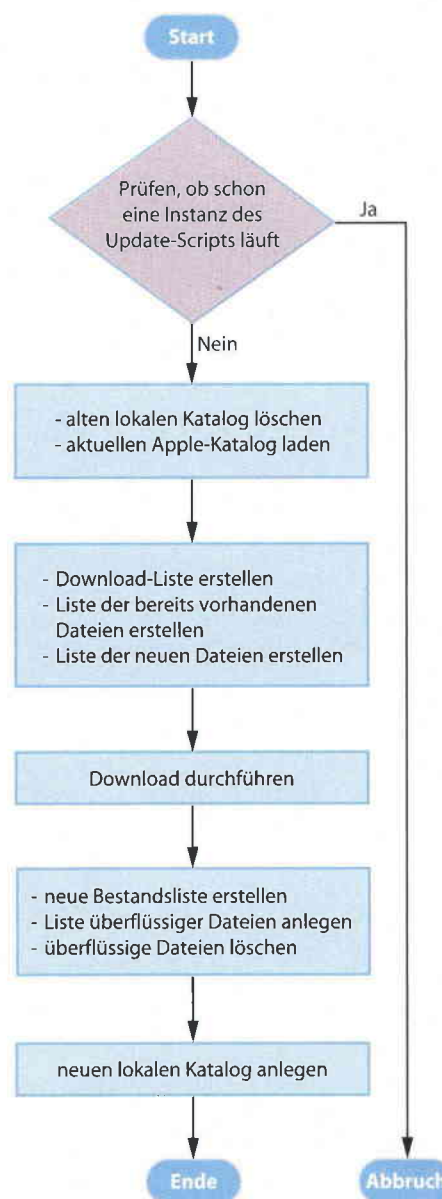 Start
Prüfen, ob schon
eine Instanz des
Update-Scripts läuft
Ja
Nein
- alten lokalen Katalog löschen
- aktuellen Apple-Katalog laden
- Download-Liste erstellen
- Liste der bereits vorhandenen
Dateien erstellen
- Liste der neuen Dateien erstellen
Download durchführen
- neue Bestandsliste erstellen
- Liste überflüssiger Dateien anlegen
- überflüssige Dateien löschen
neuen lokalen Katalog anlegen
Ende
Abbruch